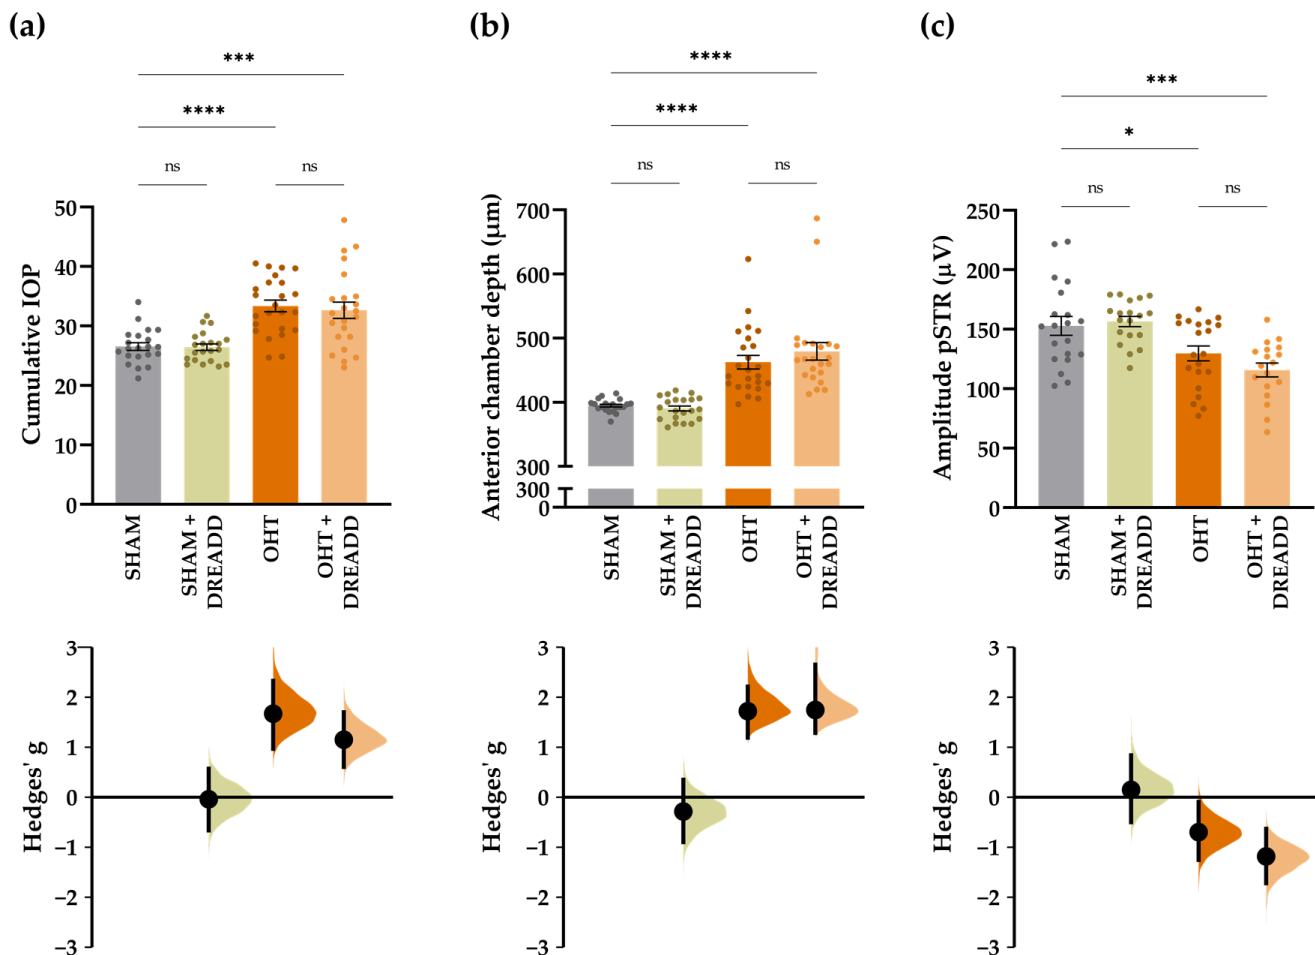 (a)
(b)
(c)
***
****
ns
ns
****
****
ns
ns
***
*
ns
ns
Cumulative IOP
50
40
30
20
10
0
SHAM
SHAM +
DREADD
OHT
OHT +
DREADD
Anterior chamber depth (μm)
700
600
500
400
300
300
0
SHAM
SHAM +
DREADD
OHT
OHT +
DREADD
Amplitude pSTR (μV)
250
200
150
100
50
0
SHAM
SHAM +
DREADD
OHT
OHT +
DREADD
Hedges' g
3
2
1
0
−1
−2
−3
Hedges' g
3
2
1
0
−1
−2
−3
Hedges' g
3
2
1
0
−1
−2
−3